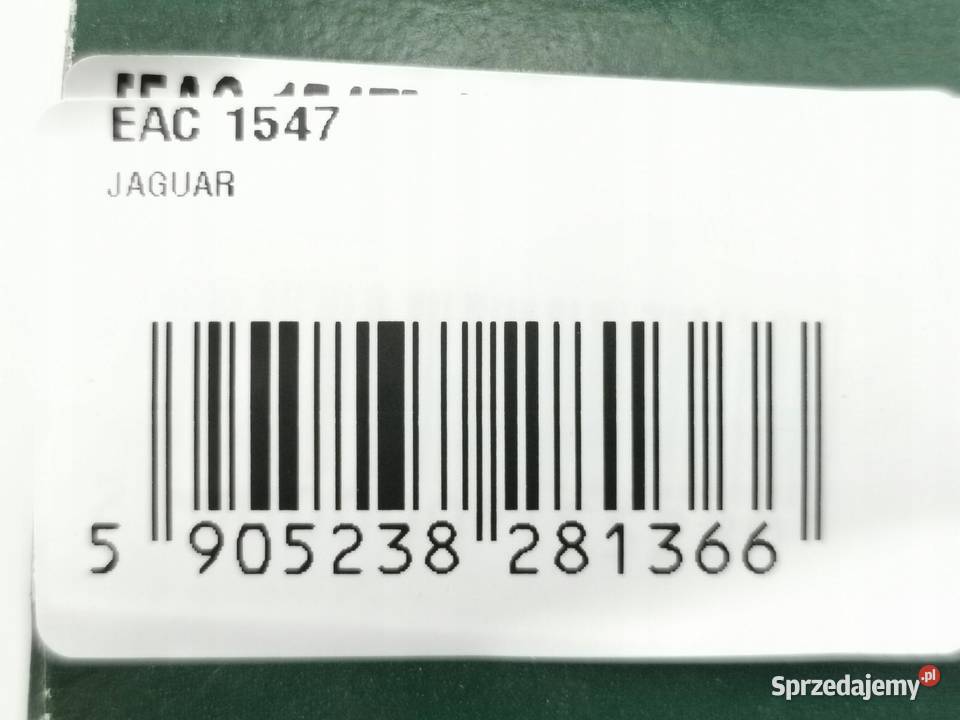 EAC 1547
JAGUAR
5 905238 281366
Sprzedajemy.pl